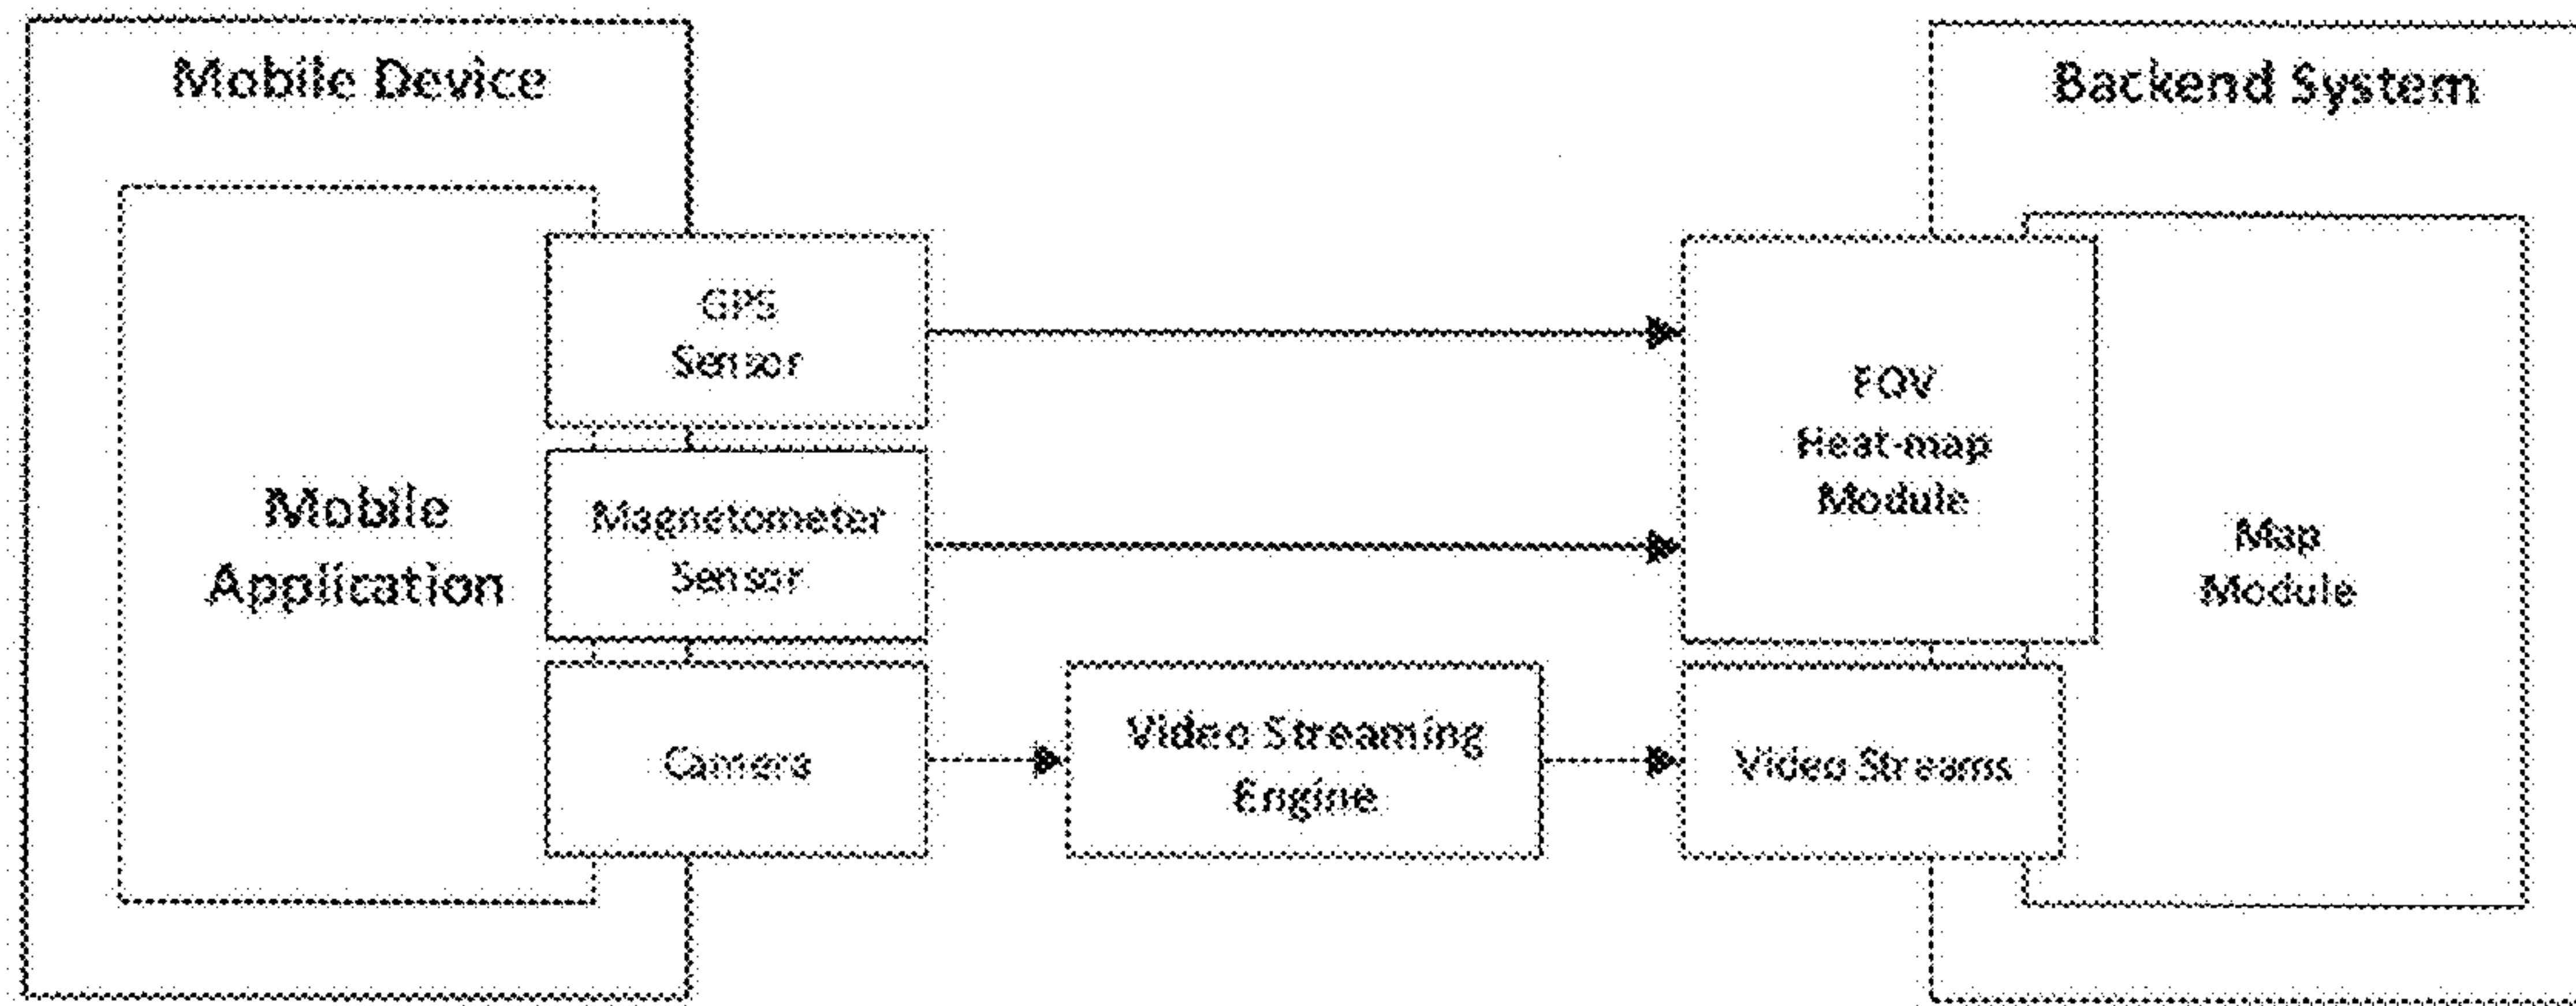 Mobile Device
Backend System
GPS
Sensor
FOV
Heat-map
Module
Mobile
Application
Magnetometer
Sensor
Map
Module
Camera
Video Streaming
Engine
Video Streams